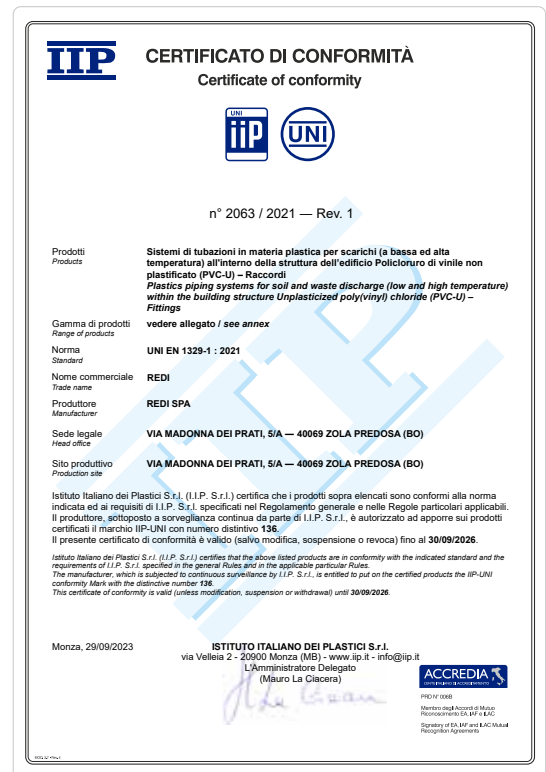 IIP
CERTIFICATO DI CONFORMITÀ
Certificate of conformity
UNI
iiP
UNI
n° 2063 / 2021 — Rev. 1
Prodotti
Products
Sistemi di tubazioni in materia plastica per scarichi (a bassa ed alta
temperatura) all'interno della struttura dell'edificio Policloruro di vinile non
plastificato (PVC-U) – Raccordi
Plastics piping systems for soil and waste discharge (low and high temperature)
within the building structure Unplasticized poly(vinyl) chloride (PVC-U) –
Fittings
Gamma di prodotti
Range of products
vedere allegato / see annex
Norma
Standard
UNI EN 1329-1 : 2021
Nome commerciale
Trade name
REDI
Produttore
Manufacturer
REDI SPA
Sede legale
Head office
VIA MADONNA DEI PRATI, 5/A — 40069 ZOLA PREDOSA (BO)
Sito produttivo
Production site
VIA MADONNA DEI PRATI, 5/A — 40069 ZOLA PREDOSA (BO)
Istituto Italiano dei Plastici S.r.l. (I.I.P. S.r.l.) certifica che i prodotti sopra elencati sono conformi alla norma
indicata ed ai requisiti di I.I.P. S.r.l. specificati nel Regolamento generale e nelle Regole particolari applicabili.
Il produttore, sottoposto a sorveglianza continua da parte di I.I.P. S.r.l., è autorizzato ad apporre sui prodotti
certificati il marchio IIP-UNI con numero distintivo 136.
Il presente certificato di conformità è valido (salvo modifica, sospensione o revoca) fino al 30/09/2026.
Istituto Italiano dei Plastici S.r.l. (I.I.P. S.r.l.) certifies that the above listed products are in conformity with the indicated standard and the
requirements of I.I.P. S.r.l. specified in the general Rules and in the applicable particular Rules.
The manufacturer, which is subjected to continuous surveillance by I.I.P. S.r.l., is entitled to put on the certified products the IIP-UNI
conformity Mark with the distinctive number 136.
This certificate of conformity is valid (unless modification, suspension or withdrawal) until 30/09/2026.
Monza, 29/09/2023
ISTITUTO ITALIANO DEI PLASTICI S.r.l.
via Velleia 2 - 20900 Monza (MB) - www.iip.it - info@iip.it
L'Amministratore Delegato
(Mauro La Ciacera)
ACCREDIA
L'ENTE ITALIANO DI ACCREDITAMENTO
PRD N° 006B
Membro degli Accordi di Mutuo
Riconoscimento EA, IAF e ILAC
Signatory of EA, IAF and ILAC Mutual
Recognition Agreements